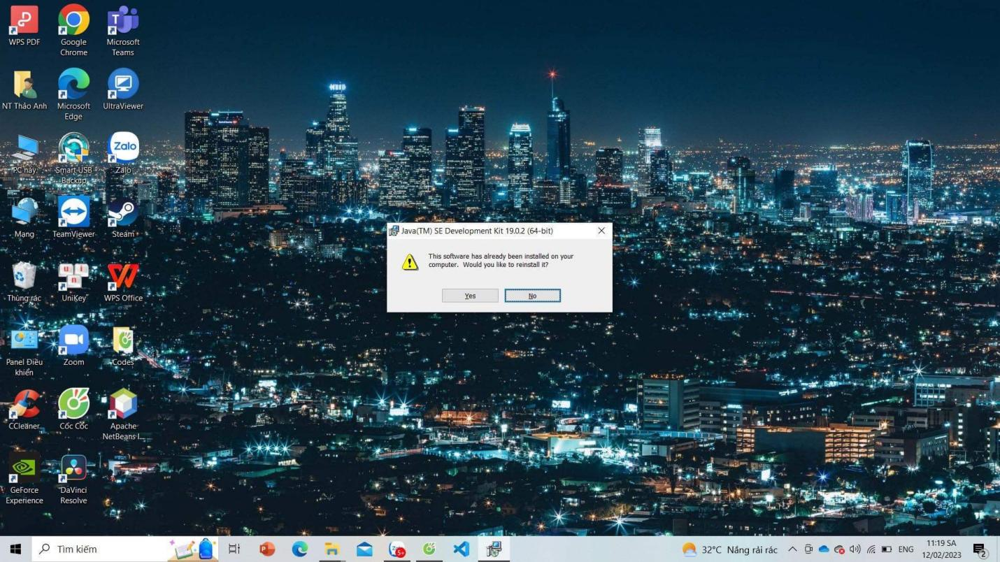 WPS PDF
Google
Chrome
Microsoft
Teams
NT Thảo Anh
Microsoft
Edge
UltraViewer
PC này
Smart USB
Backup
Zalo
Zalo
Mạng
TeamViewer
Steam
Thùng rác
u i
n
UniKey
WPS Office
Panel Điều
khiển
Zoom
Codes
CCleaner
Cốc Cốc
Apache
NetBeans I...
GeForce
Experience
DaVinci
Resolve
Java(TM) SE Development Kit 19.0.2 (64-bit)
This software has already been installed on your
computer. Would you like to reinstall it?
Yes
No
Tìm kiếm
5+
32°C Nắng rải rác
ENG
11:19 SA
12/02/2023
2